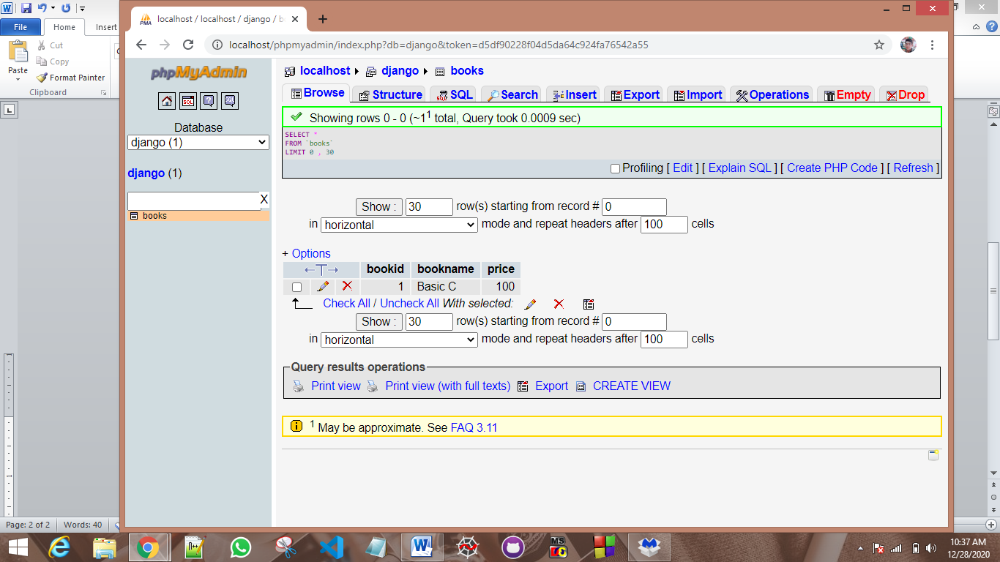 File
Home
Insert
Paste
Cut
Copy
Format Painter
Clipboard
localhost / localhost / django / b
localhost/phpmyadmin/index.php?db=django&token=d5df90228f04d5da64c924fa76542a55
phpMyAdmin
Database
django (1)
django (1)
X
books
localhost django books
Browse Structure SQL Search Insert Export Import Operations Empty Drop
Showing rows 0 - 0 (~1¹ total, Query took 0.0009 sec)
SELECT *
FROM `books`
LIMIT 0 , 30
Profiling [ Edit ] [ Explain SQL ] [ Create PHP Code ] [ Refresh ]
Show : 30 row(s) starting from record # 0
in horizontal mode and repeat headers after 100 cells
+ Options
←T→ bookid bookname price
1 Basic C 100
Check All / Uncheck All With selected:
Show : 30 row(s) starting from record # 0
in horizontal mode and repeat headers after 100 cells
Query results operations
Print view Print view (with full texts) Export CREATE VIEW
¹ May be approximate. See FAQ 3.11
Page: 2 of 2 Words: 40
10:37 AM
12/28/2020